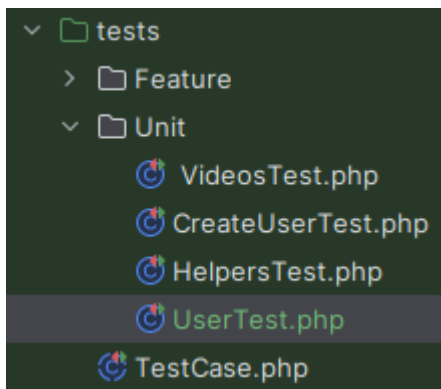 tests
Feature
Unit
VideosTest.php
CreateUserTest.php
HelpersTest.php
UserTest.php
TestCase.php